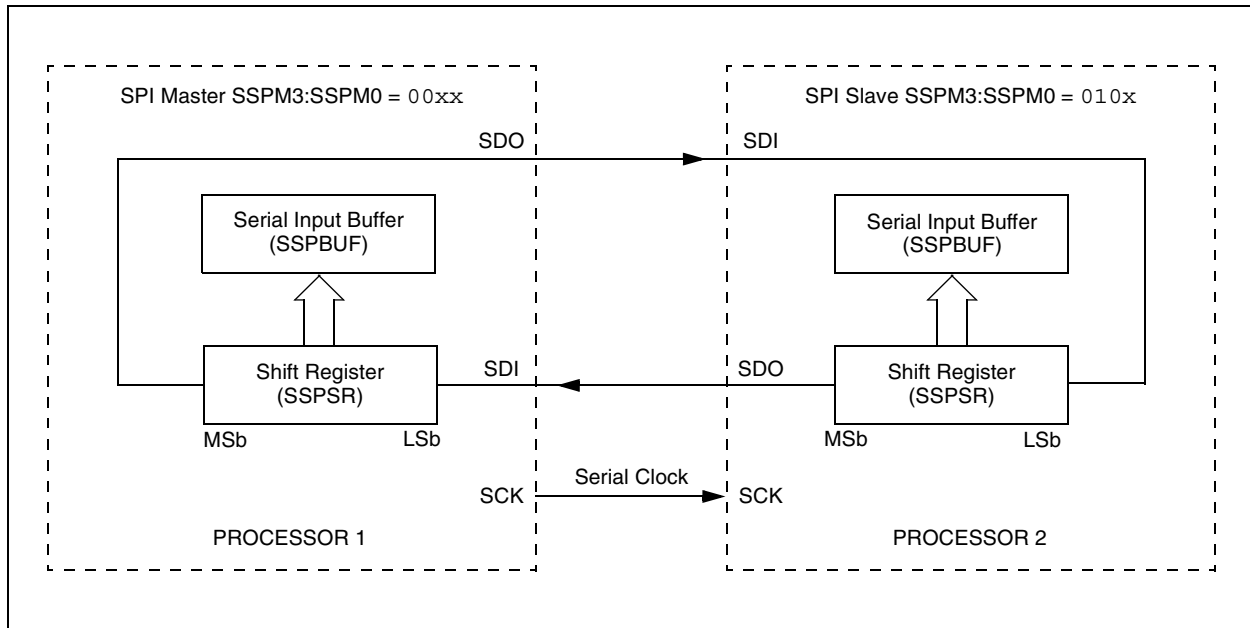 SPI Master SSPM3:SSPM0 = 00xx
SDO
Serial Input Buffer
(SSPBUF)
Shift Register
(SSPSR)
MSb
LSb
SDI
SCK
PROCESSOR 1
Serial Clock
SPI Slave SSPM3:SSPM0 = 010x
SDI
Serial Input Buffer
(SSPBUF)
SDO
Shift Register
(SSPSR)
MSb
LSb
SCK
PROCESSOR 2